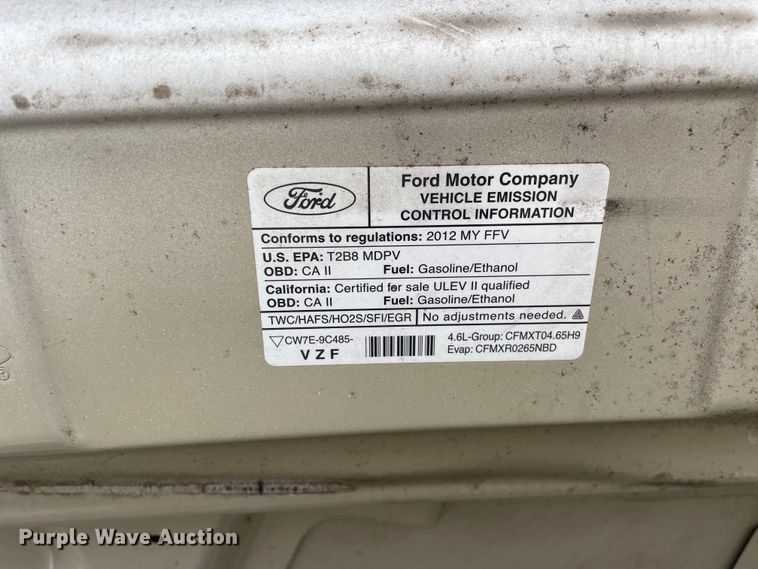 Ford
Ford Motor Company
VEHICLE EMISSION
CONTROL INFORMATION
Conforms to regulations: 2012 MY FFV
U.S. EPA: T2B8 MDPV
OBD: CA II Fuel: Gasoline/Ethanol
California: Certified for sale ULEV II qualified
OBD: CA II Fuel: Gasoline/Ethanol
TWC/HAFS/HO2S/SFI/EGR No adjustments needed.
CW7E-9C485- 4.6L-Group: CFMXT04.65H9
VZF Evap: CFMXR0265NBD
Purple Wave Auction